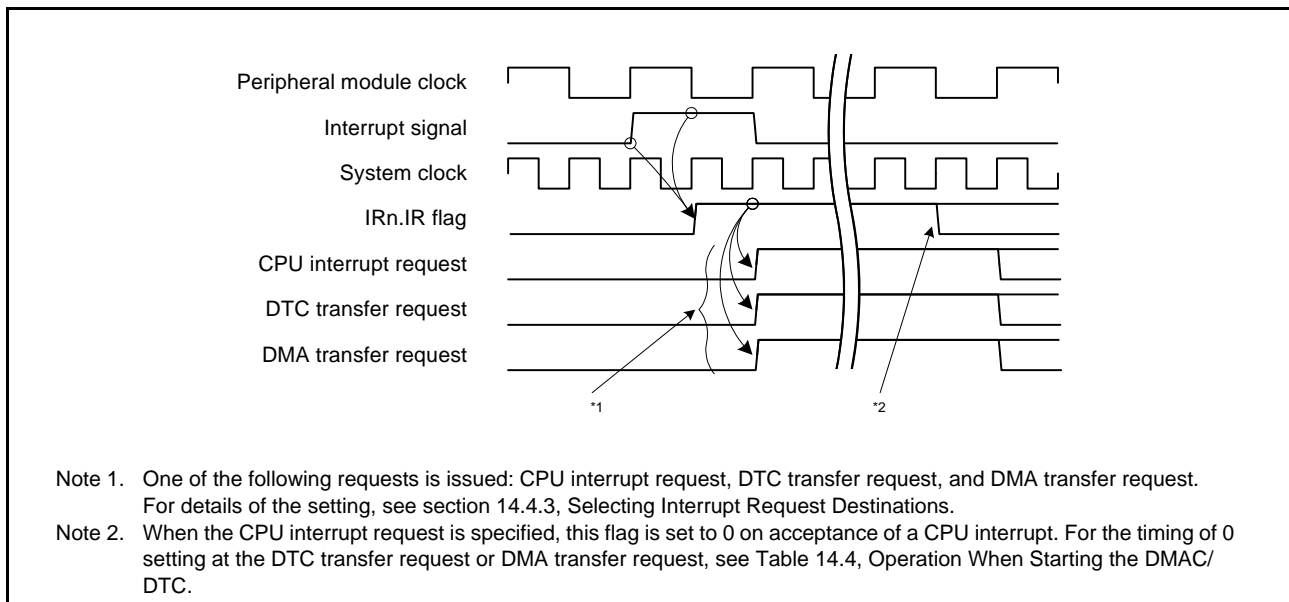 Peripheral module clock
Interrupt signal
System clock
IRn.IR flag
CPU interrupt request
DTC transfer request
DMA transfer request
*1
*2
Note 1. One of the following requests is issued: CPU interrupt request, DTC transfer request, and DMA transfer request.
For details of the setting, see section 14.4.3, Selecting Interrupt Request Destinations.
Note 2. When the CPU interrupt request is specified, this flag is set to 0 on acceptance of a CPU interrupt. For the timing of 0
setting at the DTC transfer request or DMA transfer request, see Table 14.4, Operation When Starting the DMAC/
DTC.